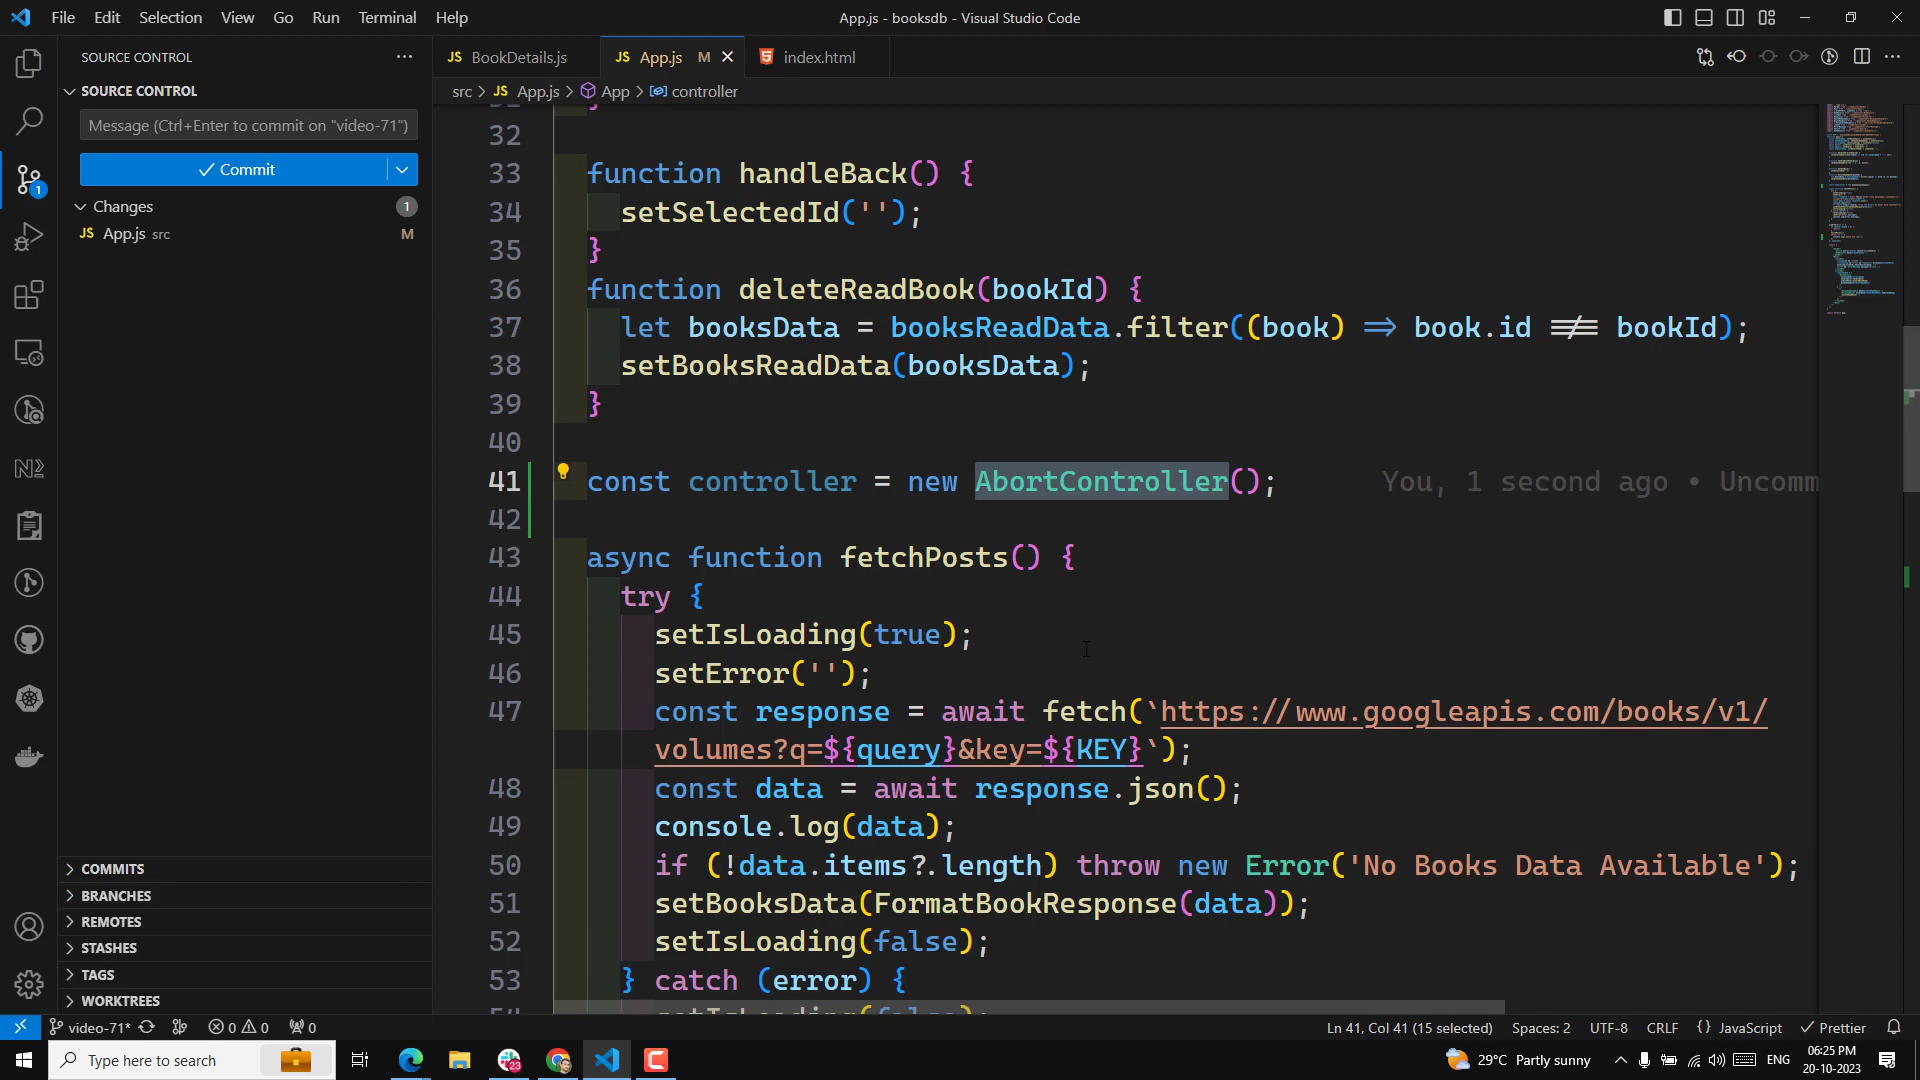 File Edit Selection View Go Run Terminal Help
App.js - booksdb - Visual Studio Code
SOURCE CONTROL
SOURCE CONTROL
Message (Ctrl+Enter to commit on "video-71")
Commit
Changes 1
JS App.js src M
COMMITS
BRANCHES
REMOTES
STASHES
TAGS
WORKTREES
1
JS BookDetails.js
JS App.js M
index.html
src > JS App.js > App > controller
32
33 function handleBack() {
34 setSelectedId('');
35 }
36 function deleteReadBook(bookId) {
37 let booksData = booksReadData.filter((book) => book.id !== bookId);
38 setBooksReadData(booksData);
39 }
40
41 const controller = new AbortController(); You, 1 second ago • Uncomm
42
43 async function fetchPosts() {
44 try {
45 setIsLoading(true);
46 setError('');
47 const response = await fetch(`https://www.googleapis.com/books/v1/
volumes?q=${query}&key=${KEY}`);
48 const data = await response.json();
49 console.log(data);
50 if (!data.items?.length) throw new Error('No Books Data Available');
51 setBooksData(FormatBookResponse(data));
52 setIsLoading(false);
53 } catch (error) {
video-71* 0 0 0
Ln 41, Col 41 (15 selected) Spaces: 2 UTF-8 CRLF {} JavaScript Prettier
Type here to search
23
29°C Partly sunny
ENG
06:25 PM
20-10-2023